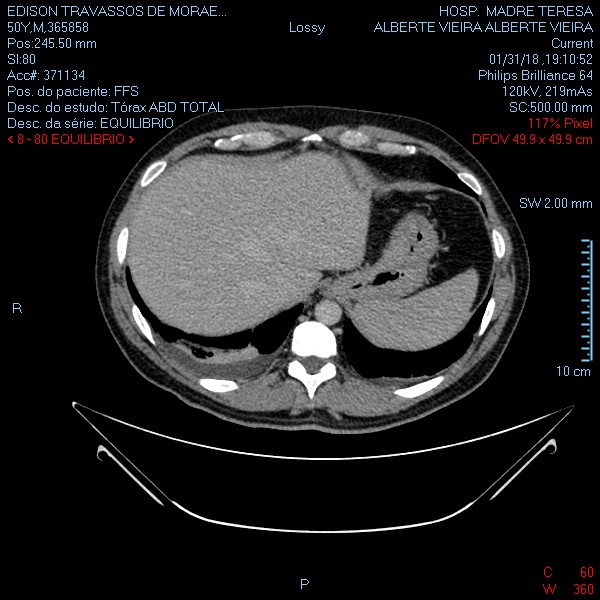 EDISON TRAVASSOS DE MORAE...
50Y,M,365858
Pos:245.50 mm
SI:80
Acc#: 371134
Pos. do paciente: FFS
Desc. do estudo: Tórax ABD TOTAL
Desc. da série: EQUILIBRIO
< 8 - 80 EQUILIBRIO >
Lossy
HOSP. MADRE TERESA
ALBERTE VIEIRA ALBERTE VIEIRA
Current
01/31/18 ,19:10:52
Philips Brilliance 64
120kV, 219mAs
SC:500.00 mm
117% Pixel
DFOV 49.9 x 49.9 cm
SW 2.00 mm
R
10 cm
P
C 60
W 360